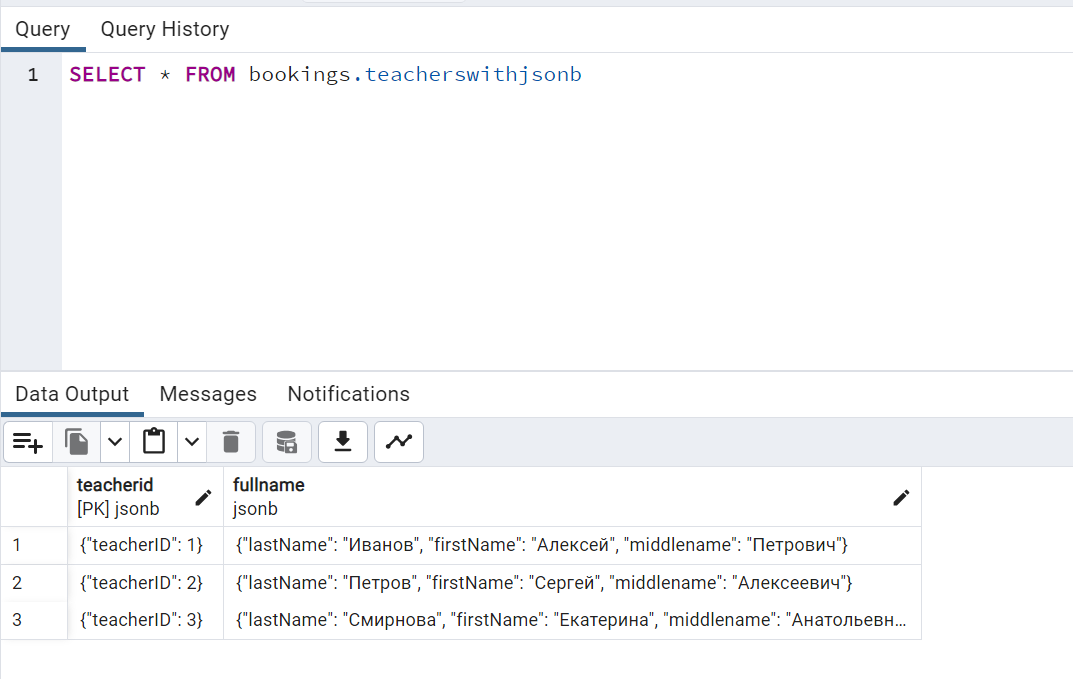 Query Query History
1 SELECT * FROM bookings.teacherswithjsonb
Data Output Messages Notifications
teacherid fullname
[PK] jsonb jsonb
1 {"teacherID": 1} {"lastName": "Иванов", "firstName": "Алексей", "middlename": "Петрович"}
2 {"teacherID": 2} {"lastName": "Петров", "firstName": "Сергей", "middlename": "Алексеевич"}
3 {"teacherID": 3} {"lastName": "Смирнова", "firstName": "Екатерина", "middlename": "Анатольевн...